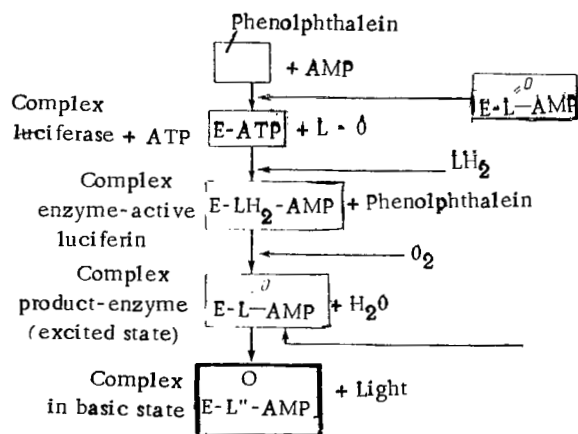 Phenolphthalein
+ AMP
O
E-L—AMP
Complex
luciferase + ATP
E-ATP + L - O
LH₂
Complex
enzyme-active
luciferin
E-LH₂-AMP + Phenolphthalein
O₂
Complex
product-enzyme
(excited state)
O
E-L—AMP + H₂O
Complex
in basic state
O
E-L"-AMP + Light